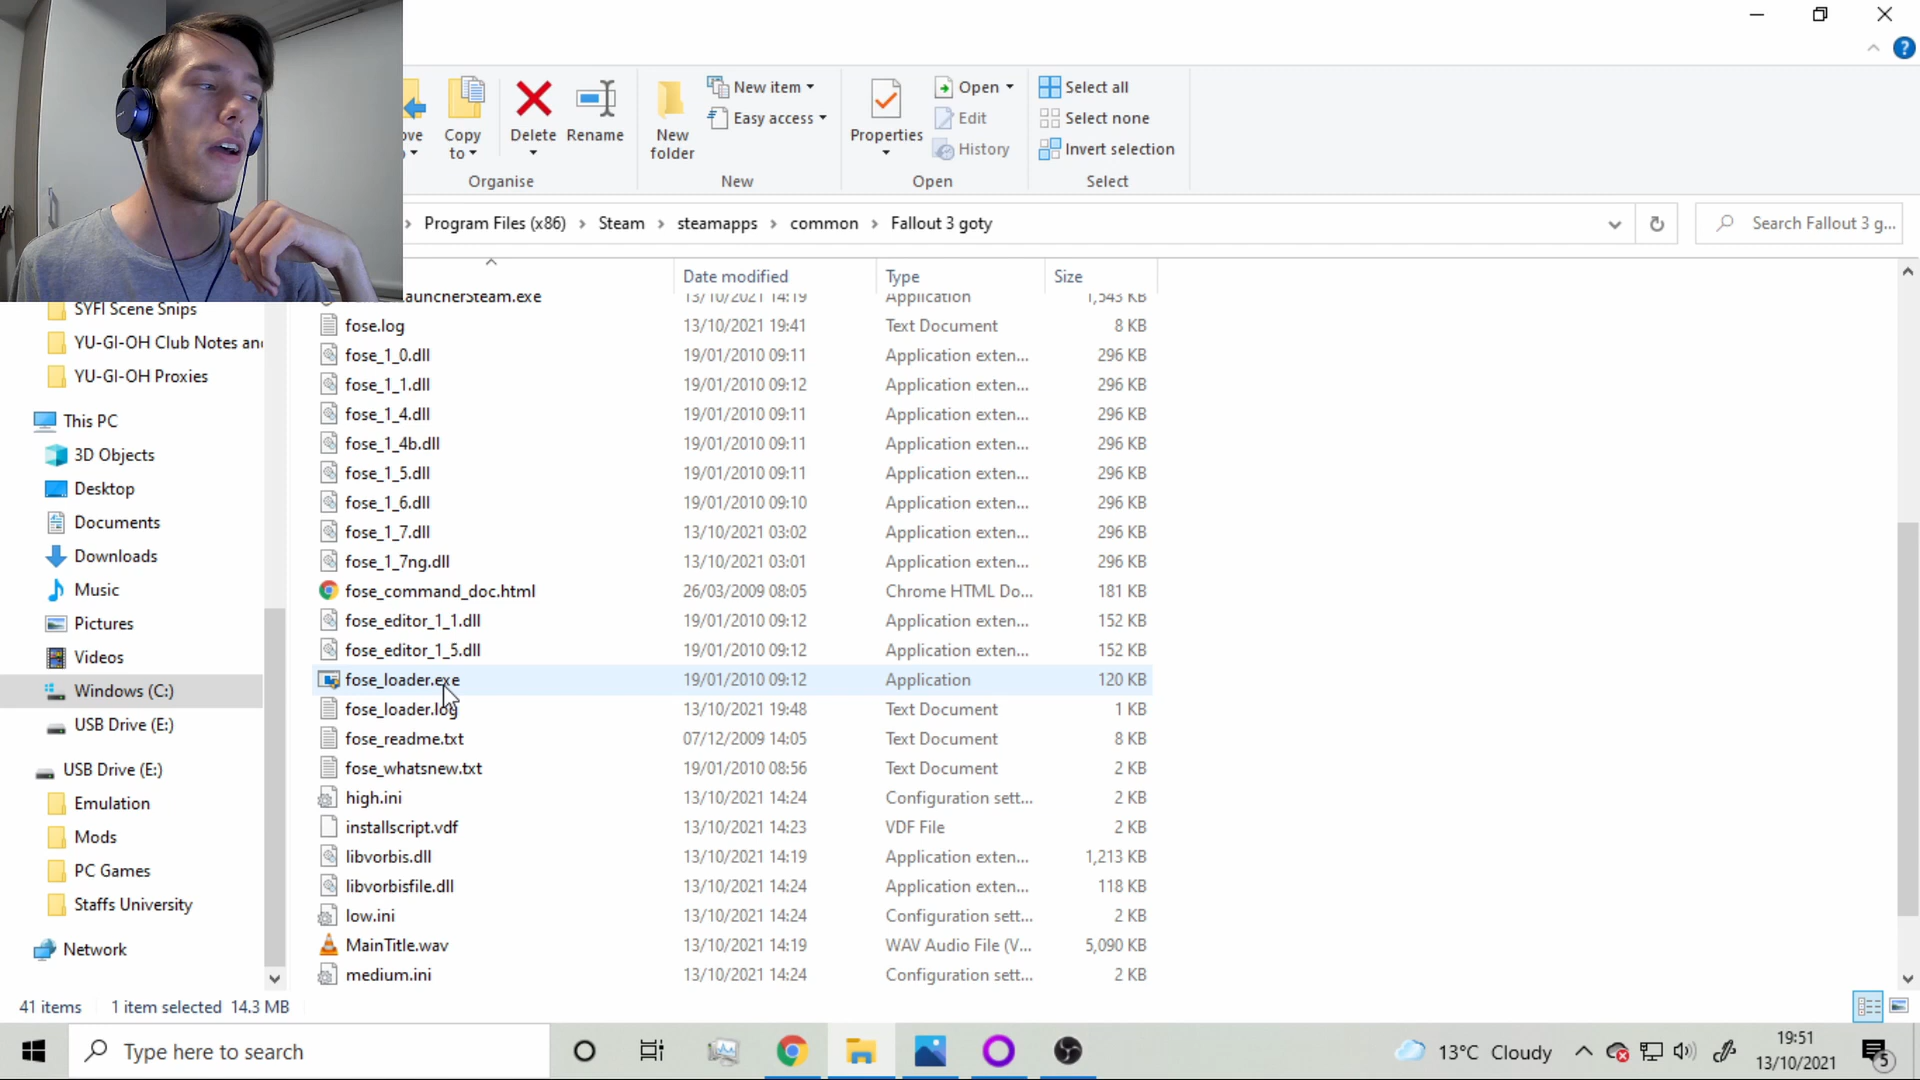 ove
to
Copy
to
Delete
Rename
Organise
New
folder
New item
Easy access
New
Properties
Open
Edit
History
Open
Select all
Select none
Invert selection
Select
Program Files (x86) Steam steamapps common Fallout 3 goty
Search Fallout 3 g...
Date modified Type Size
auncherSteam.exe 13/10/2021 14:19 Application 1,543 KB
fose.log 13/10/2021 19:41 Text Document 8 KB
fose_1_0.dll 19/01/2010 09:11 Application exten... 296 KB
fose_1_1.dll 19/01/2010 09:12 Application exten... 296 KB
fose_1_4.dll 19/01/2010 09:11 Application exten... 296 KB
fose_1_4b.dll 19/01/2010 09:11 Application exten... 296 KB
fose_1_5.dll 19/01/2010 09:11 Application exten... 296 KB
fose_1_6.dll 19/01/2010 09:10 Application exten... 296 KB
fose_1_7.dll 13/10/2021 03:02 Application exten... 296 KB
fose_1_7ng.dll 13/10/2021 03:01 Application exten... 296 KB
fose_command_doc.html 26/03/2009 08:05 Chrome HTML Do... 181 KB
fose_editor_1_1.dll 19/01/2010 09:12 Application exten... 152 KB
fose_editor_1_5.dll 19/01/2010 09:12 Application exten... 152 KB
fose_loader.exe 19/01/2010 09:12 Application 120 KB
fose_loader.log 13/10/2021 19:48 Text Document 1 KB
fose_readme.txt 07/12/2009 14:05 Text Document 8 KB
fose_whatsnew.txt 19/01/2010 08:56 Text Document 2 KB
high.ini 13/10/2021 14:24 Configuration sett... 2 KB
installscript.vdf 13/10/2021 14:23 VDF File 2 KB
libvorbis.dll 13/10/2021 14:19 Application exten... 1,213 KB
libvorbisfile.dll 13/10/2021 14:24 Application exten... 118 KB
low.ini 13/10/2021 14:24 Configuration sett... 2 KB
MainTitle.wav 13/10/2021 14:19 WAV Audio File (V... 5,090 KB
medium.ini 13/10/2021 14:24 Configuration sett... 2 KB
SYFI Scene Snips
YU-GI-OH Club Notes an
YU-GI-OH Proxies
This PC
3D Objects
Desktop
Documents
Downloads
Music
Pictures
Videos
Windows (C:)
USB Drive (E:)
USB Drive (E:)
Emulation
Mods
PC Games
Staffs University
Network
41 items 1 item selected 14.3 MB
Type here to search
13°C Cloudy
19:51
13/10/2021
5